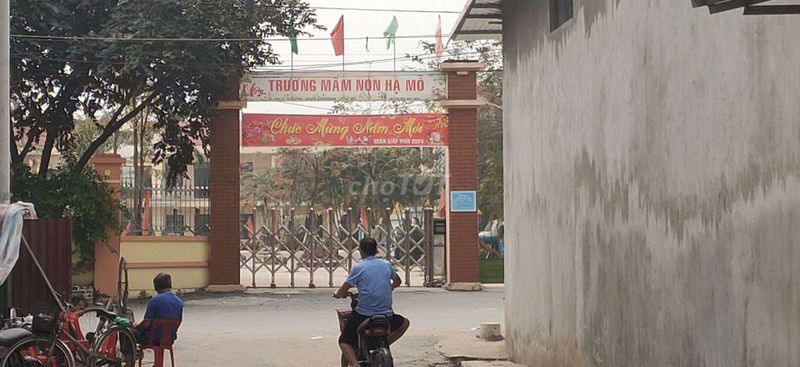 TRƯỜNG MẦM NON HẠ MỖ
Chúc Mừng Năm Mới
XUÂN GIÁP THÌN 2024
chợTỐT